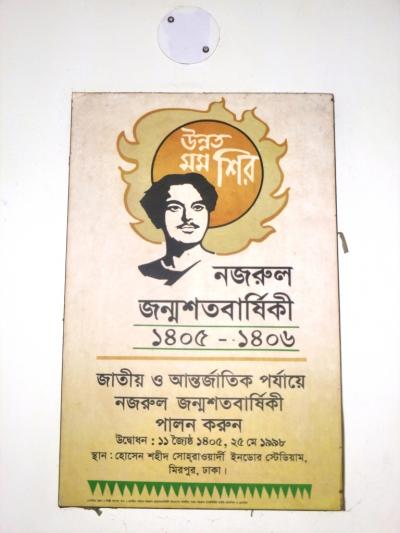 উন্নত
মম শির
নজরুল
জন্মশতবার্ষিকী
১৪০৫ - ১৪০৬
জাতীয় ও আন্তর্জাতিক পর্যায়ে
নজরুল জন্মশতবার্ষিকী
পালন করুন
উদ্বোধন : ১১ জ্যৈষ্ঠ ১৪০৫, ২৫ মে ১৯৯৮
স্থান : হোসেন শহীদ সোহরাওয়ার্দী ইনডোর স্টেডিয়াম,
মিরপুর, ঢাকা।